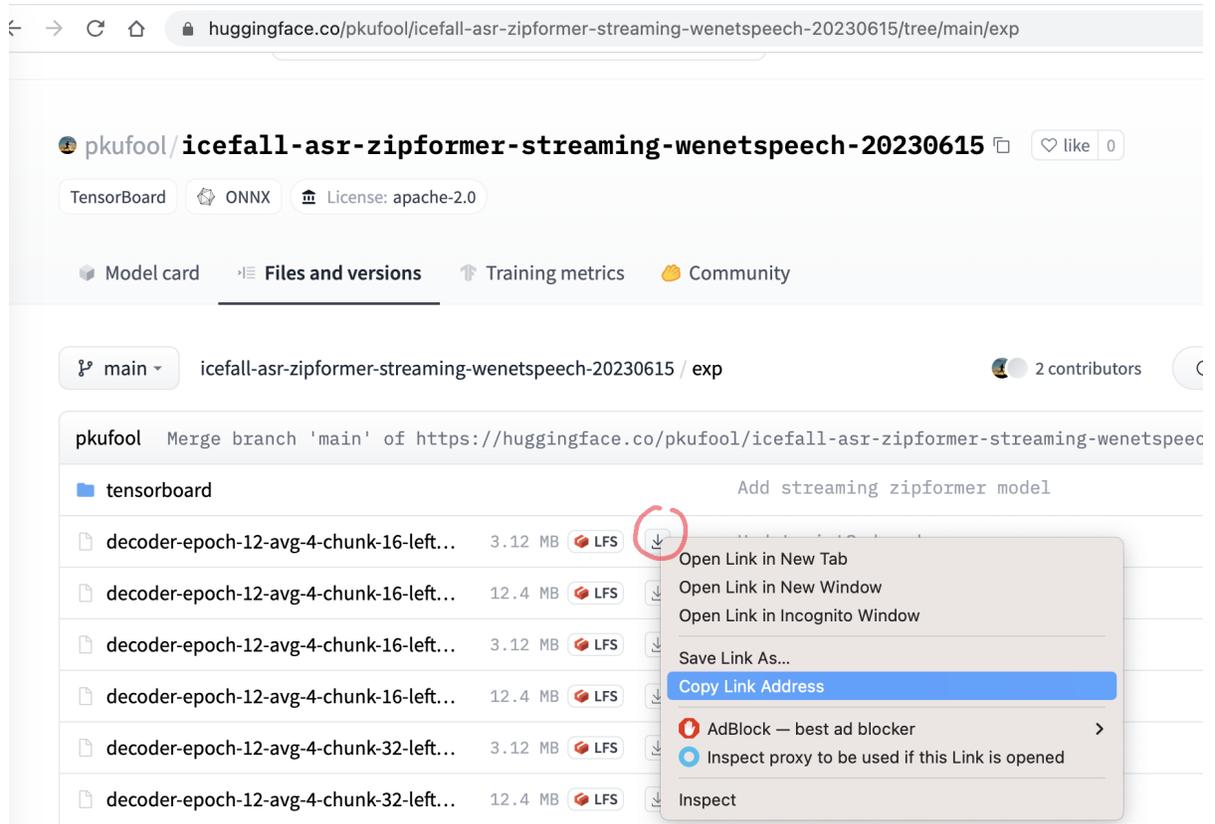 huggingface.co/pkufool/icefall-asr-zipformer-streaming-wenetspeech-20230615/tree/main/exp
pkufool/icefall-asr-zipformer-streaming-wenetspeech-20230615 like 0
TensorBoard ONNX License: apache-2.0
Model card Files and versions Training metrics Community
main icefall-asr-zipformer-streaming-wenetspeech-20230615 / exp 2 contributors
pkufool Merge branch 'main' of https://huggingface.co/pkufool/icefall-asr-zipformer-streaming-wenetspeec
tensorboard Add streaming zipformer model
decoder-epoch-12-avg-4-chunk-16-left... 3.12 MB LFS
Open Link in New Tab
decoder-epoch-12-avg-4-chunk-16-left... 12.4 MB LFS Open Link in New Window
Open Link in Incognito Window
decoder-epoch-12-avg-4-chunk-16-left... 3.12 MB LFS Save Link As...
decoder-epoch-12-avg-4-chunk-16-left... 12.4 MB LFS Copy Link Address
AdBlock — best ad blocker
decoder-epoch-12-avg-4-chunk-32-left... 3.12 MB LFS Inspect proxy to be used if this Link is opened
decoder-epoch-12-avg-4-chunk-32-left... 12.4 MB LFS Inspect